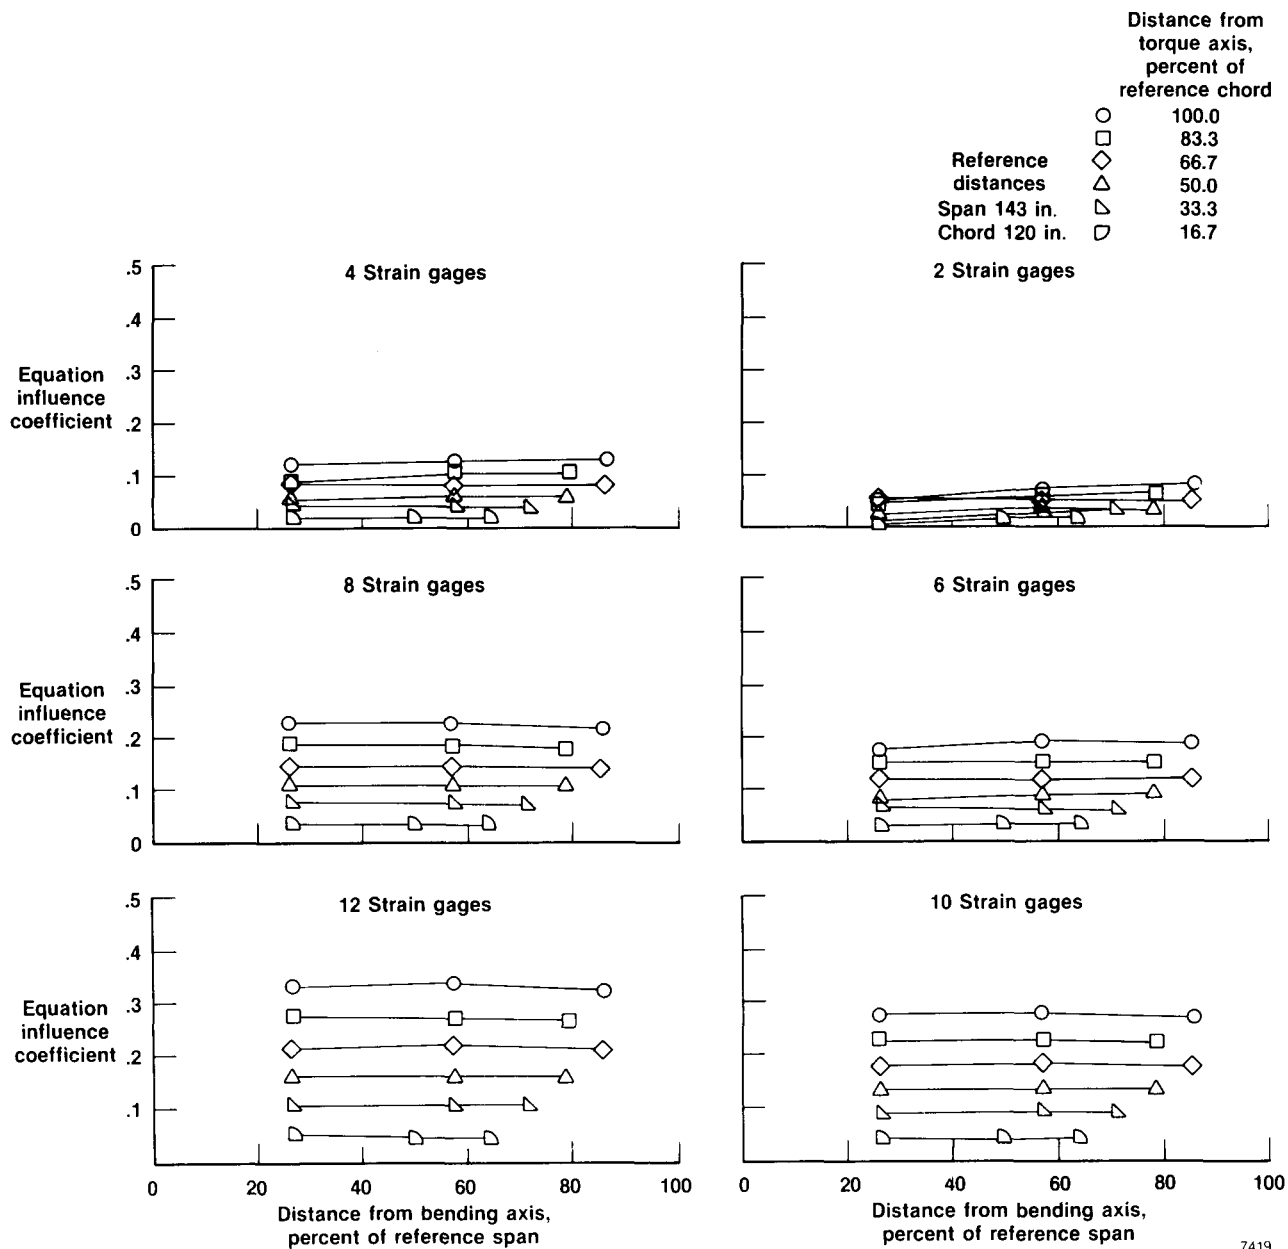 Distance from
torque axis,
percent of
reference chord
100.0
83.3
Reference 66.7
distances 50.0
Span 143 in. 33.3
Chord 120 in. 16.7
4 Strain gages
.5
.4
.3
.2
.1
0
Equation
influence
coefficient
2 Strain gages
8 Strain gages
.5
.4
.3
.2
.1
0
Equation
influence
coefficient
6 Strain gages
12 Strain gages
.5
.4
.3
.2
.1
Equation
influence
coefficient
0 20 40 60 80 100
Distance from bending axis,
percent of reference span
10 Strain gages
0 20 40 60 80 100
Distance from bending axis,
percent of reference span
7419